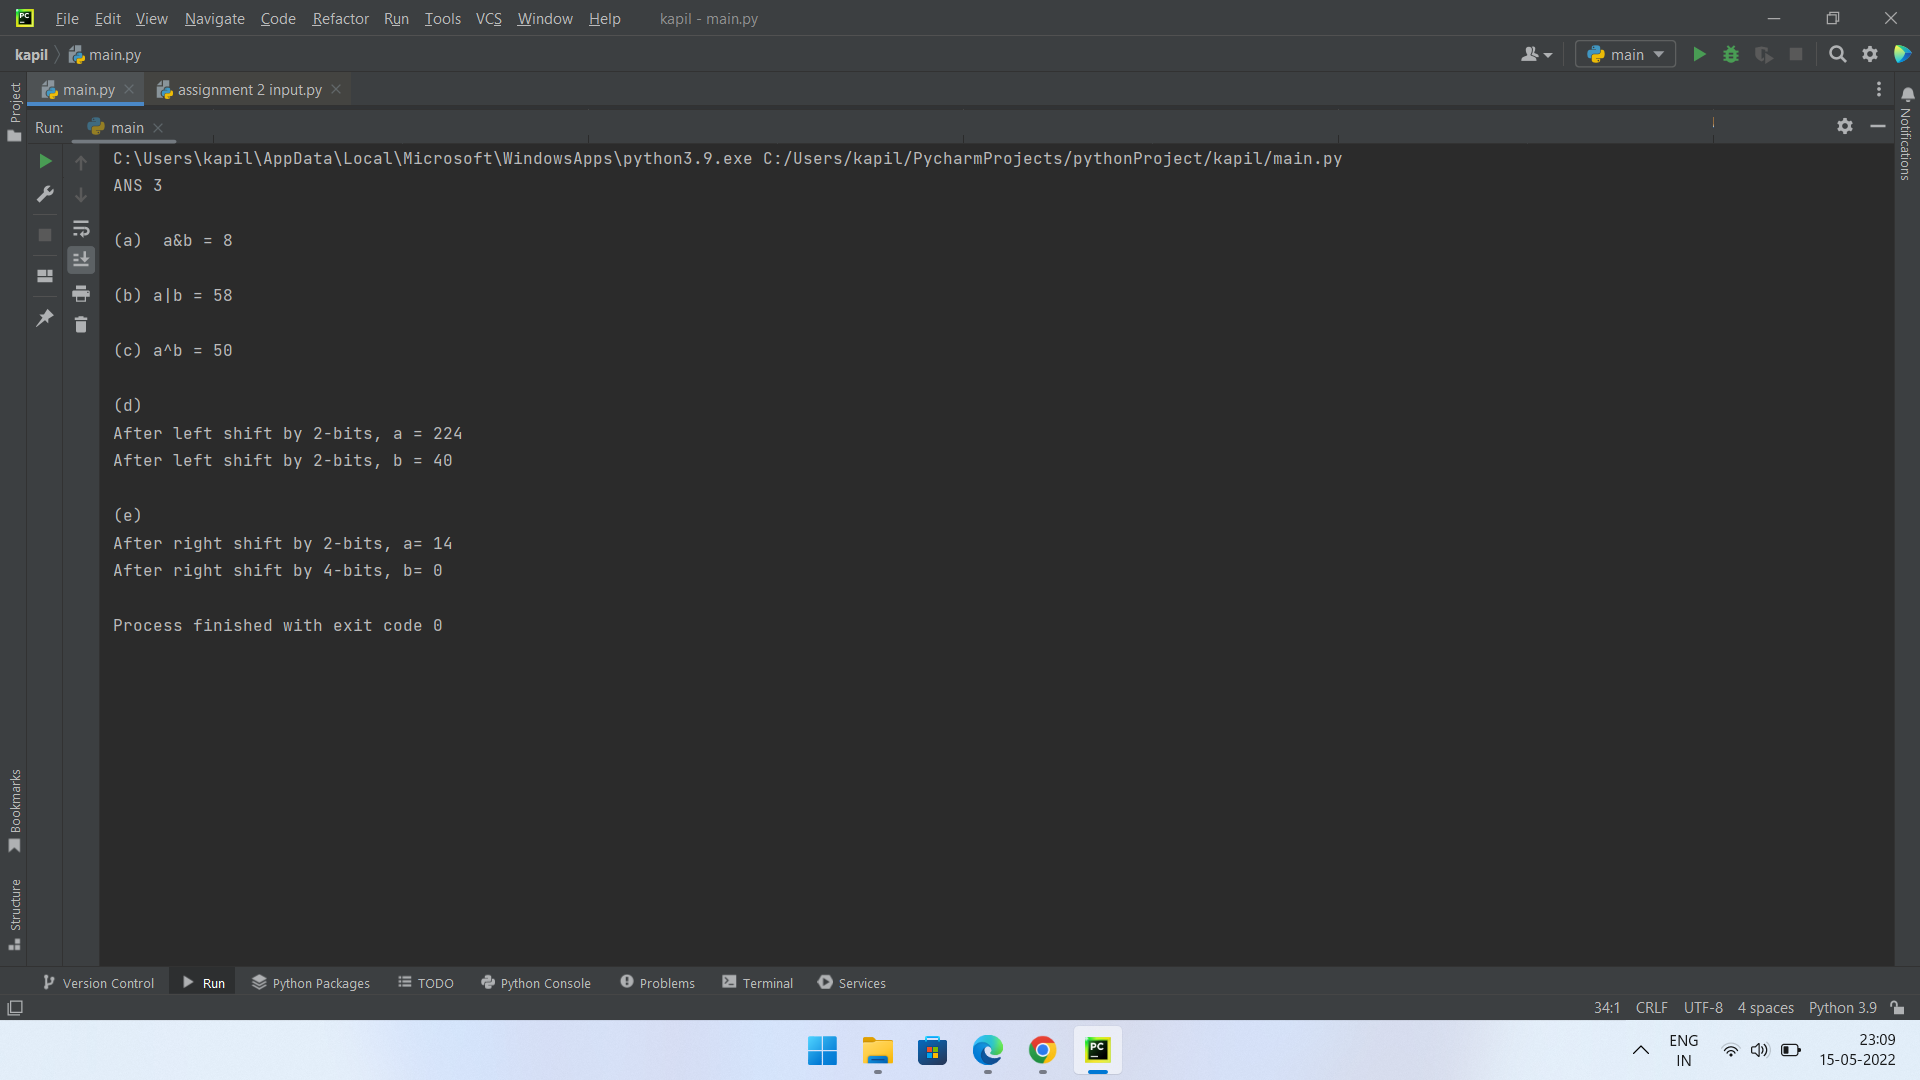 File Edit View Navigate Code Refactor Run Tools VCS Window Help kapil - main.py
kapil main.py
main
main.py
assignment 2 input.py
Project
Notifications
Run: main
C:\Users\kapil\AppData\Local\Microsoft\WindowsApps\python3.9.exe C:/Users/kapil/PycharmProjects/pythonProject/kapil/main.py
ANS 3
(a)  a&b = 8
(b) a|b = 58
(c) a^b = 50
(d)
After left shift by 2-bits, a = 224
After left shift by 2-bits, b = 40
(e)
After right shift by 2-bits, a= 14
After right shift by 4-bits, b= 0
Process finished with exit code 0
Bookmarks
Structure
Version Control Run Python Packages TODO Python Console Problems Terminal Services
34:1 CRLF UTF-8 4 spaces Python 3.9
PC
ENG
IN
23:09
15-05-2022